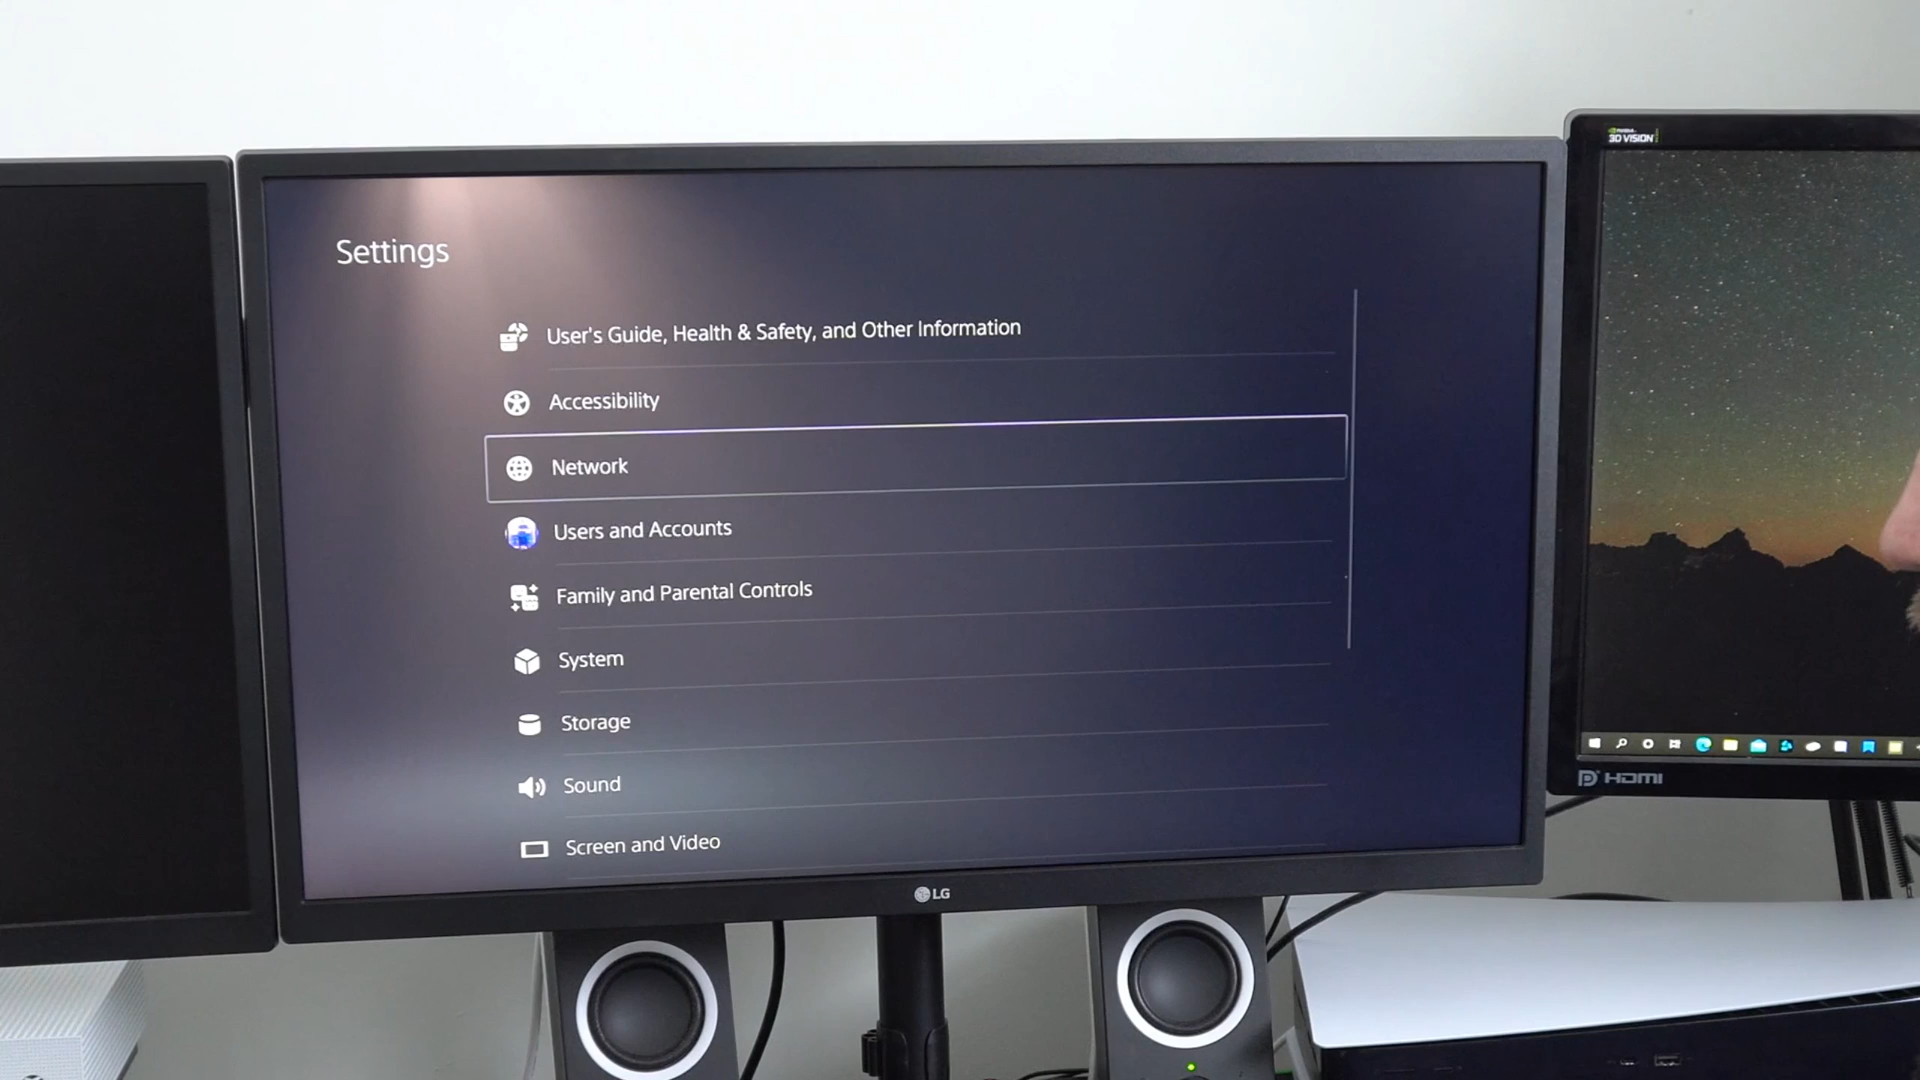 Settings
User's Guide, Health & Safety, and Other Information
Accessibility
Network
Users and Accounts
Family and Parental Controls
System
Storage
Sound
Screen and Video
LG
3D VISION
HDMI